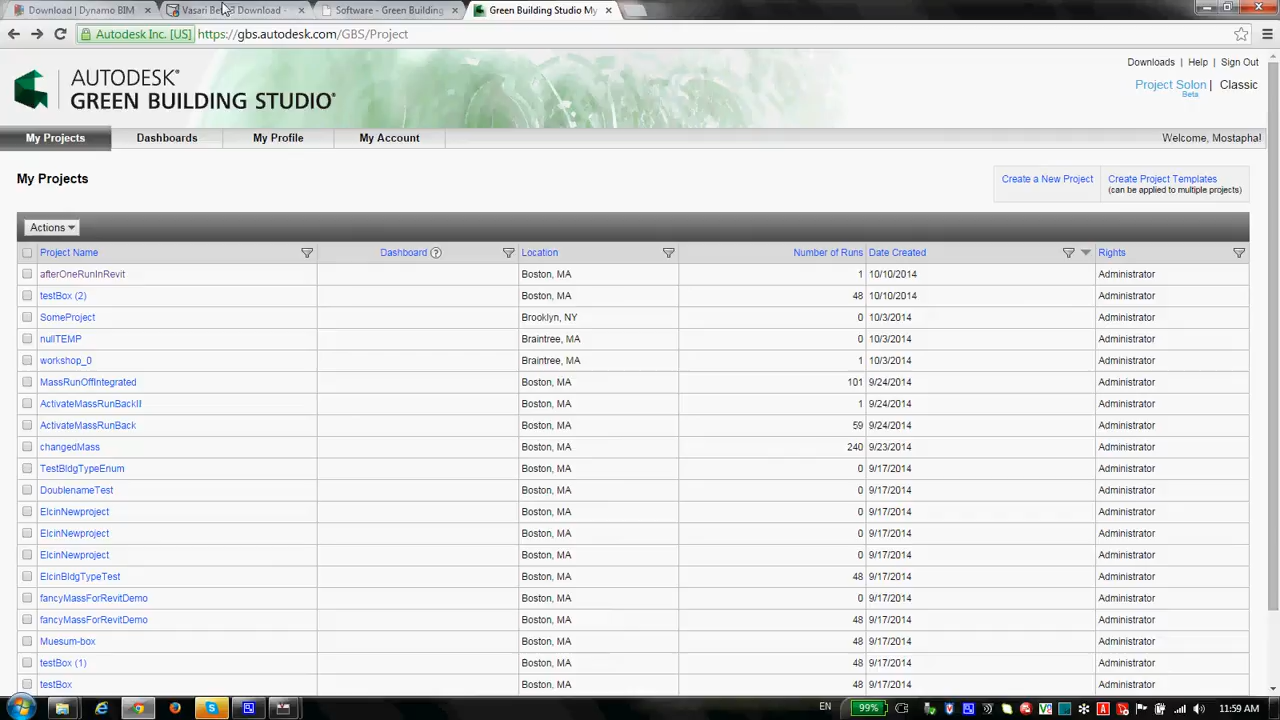 Download | Dynamo BIM
Vasari Be Download -
Software - Green Building
Green Building Studio My
Autodesk Inc. [US] https://gbs.autodesk.com/GBS/Project
Downloads | Help | Sign Out
AUTODESK®
GREEN BUILDING STUDIO®
Project Solon | Classic
Beta
My Projects Dashboards My Profile My Account Welcome, Mostapha!
My Projects
Create a New Project
Create Project Templates
(can be applied to multiple projects)
Actions
Project Name Dashboard ? Location Number of Runs Date Created Rights
afterOneRunInRevit Boston, MA 1 10/10/2014 Administrator
testBox (2) Boston, MA 48 10/10/2014 Administrator
SomeProject Brooklyn, NY 0 10/3/2014 Administrator
nullTEMP Braintree, MA 0 10/3/2014 Administrator
workshop_0 Braintree, MA 1 10/3/2014 Administrator
MassRunOffIntegrated Boston, MA 101 9/24/2014 Administrator
ActivateMassRunBackII Boston, MA 1 9/24/2014 Administrator
ActivateMassRunBack Boston, MA 59 9/24/2014 Administrator
changedMass Boston, MA 240 9/23/2014 Administrator
TestBldgTypeEnum Boston, MA 0 9/17/2014 Administrator
DoublenameTest Boston, MA 0 9/17/2014 Administrator
ElcinNewproject Boston, MA 0 9/17/2014 Administrator
ElcinNewproject Boston, MA 0 9/17/2014 Administrator
ElcinNewproject Boston, MA 0 9/17/2014 Administrator
ElcinBldgTypeTest Boston, MA 48 9/17/2014 Administrator
fancyMassForRevitDemo Boston, MA 0 9/17/2014 Administrator
fancyMassForRevitDemo Boston, MA 48 9/17/2014 Administrator
Muesum-box Boston, MA 48 9/17/2014 Administrator
testBox (1) Boston, MA 48 9/17/2014 Administrator
testBox Boston, MA 48 9/17/2014 Administrator
EN 99% 11:59 AM